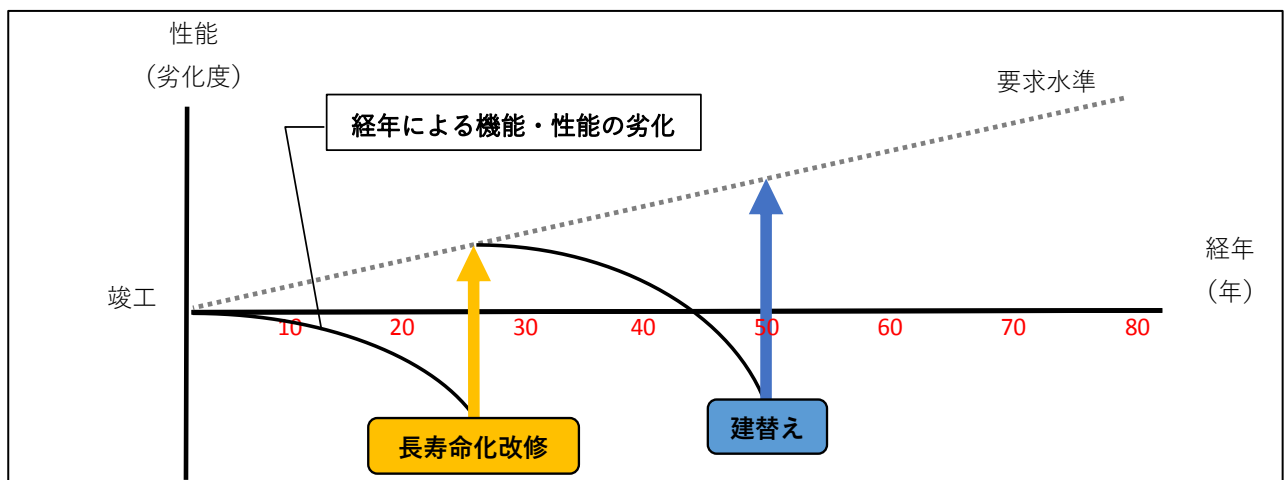 性能
（劣化度）
要求水準
経年による機能・性能の劣化
経年
（年）
竣工
10 20 30 40 50 60 70 80
長寿命化改修
建替え